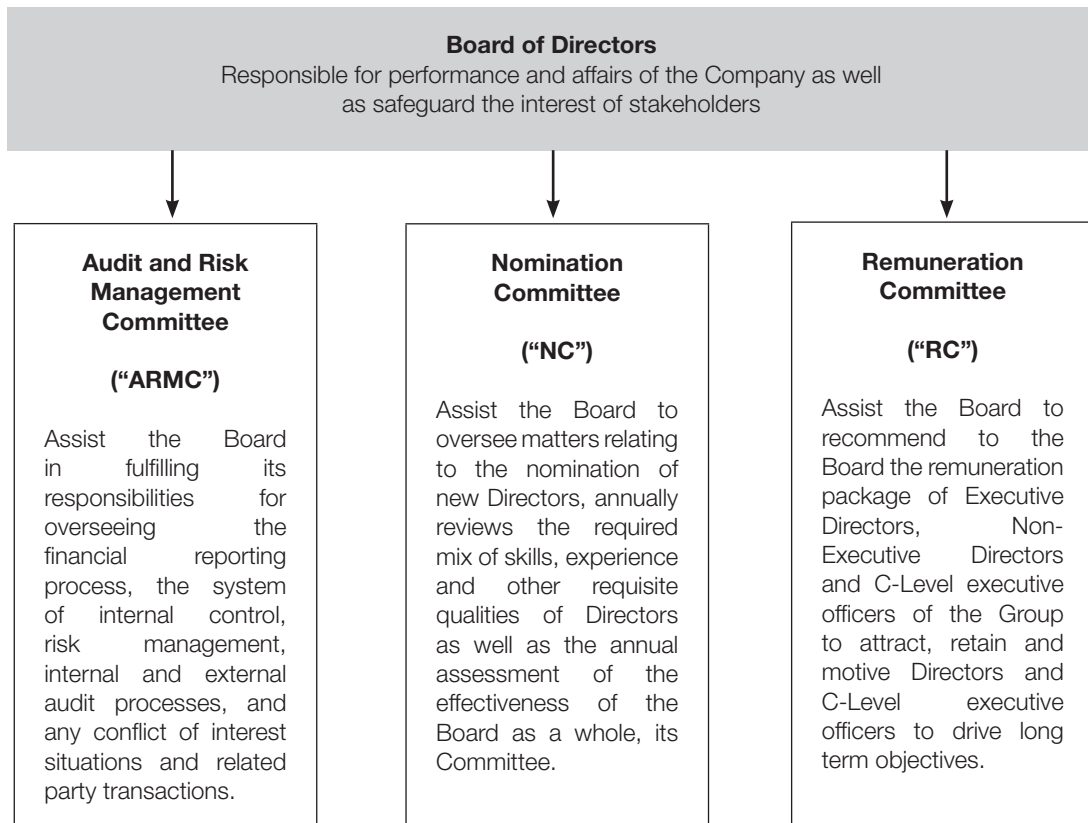 Board of Directors
Responsible for performance and affairs of the Company as well
as safeguard the interest of stakeholders
Audit and Risk
Management
Committee
(“ARMC”)
Assist the Board
in fulfilling its
responsibilities for
overseeing the
financial reporting
process, the system
of internal control,
risk management,
internal and external
audit processes, and
any conflict of interest
situations and related
party transactions.
Nomination
Committee
(“NC”)
Assist the Board to
oversee matters relating
to the nomination of
new Directors, annually
reviews the required
mix of skills, experience
and other requisite
qualities of Directors
as well as the annual
assessment of the
effectiveness of the
Board as a whole, its
Committee.
Remuneration
Committee
(“RC”)
Assist the Board to
recommend to the
Board the remuneration
package of Executive
Directors, Non-
Executive Directors
and C-Level executive
officers of the Group
to attract, retain and
motive Directors and
C-Level executive
officers to drive long
term objectives.